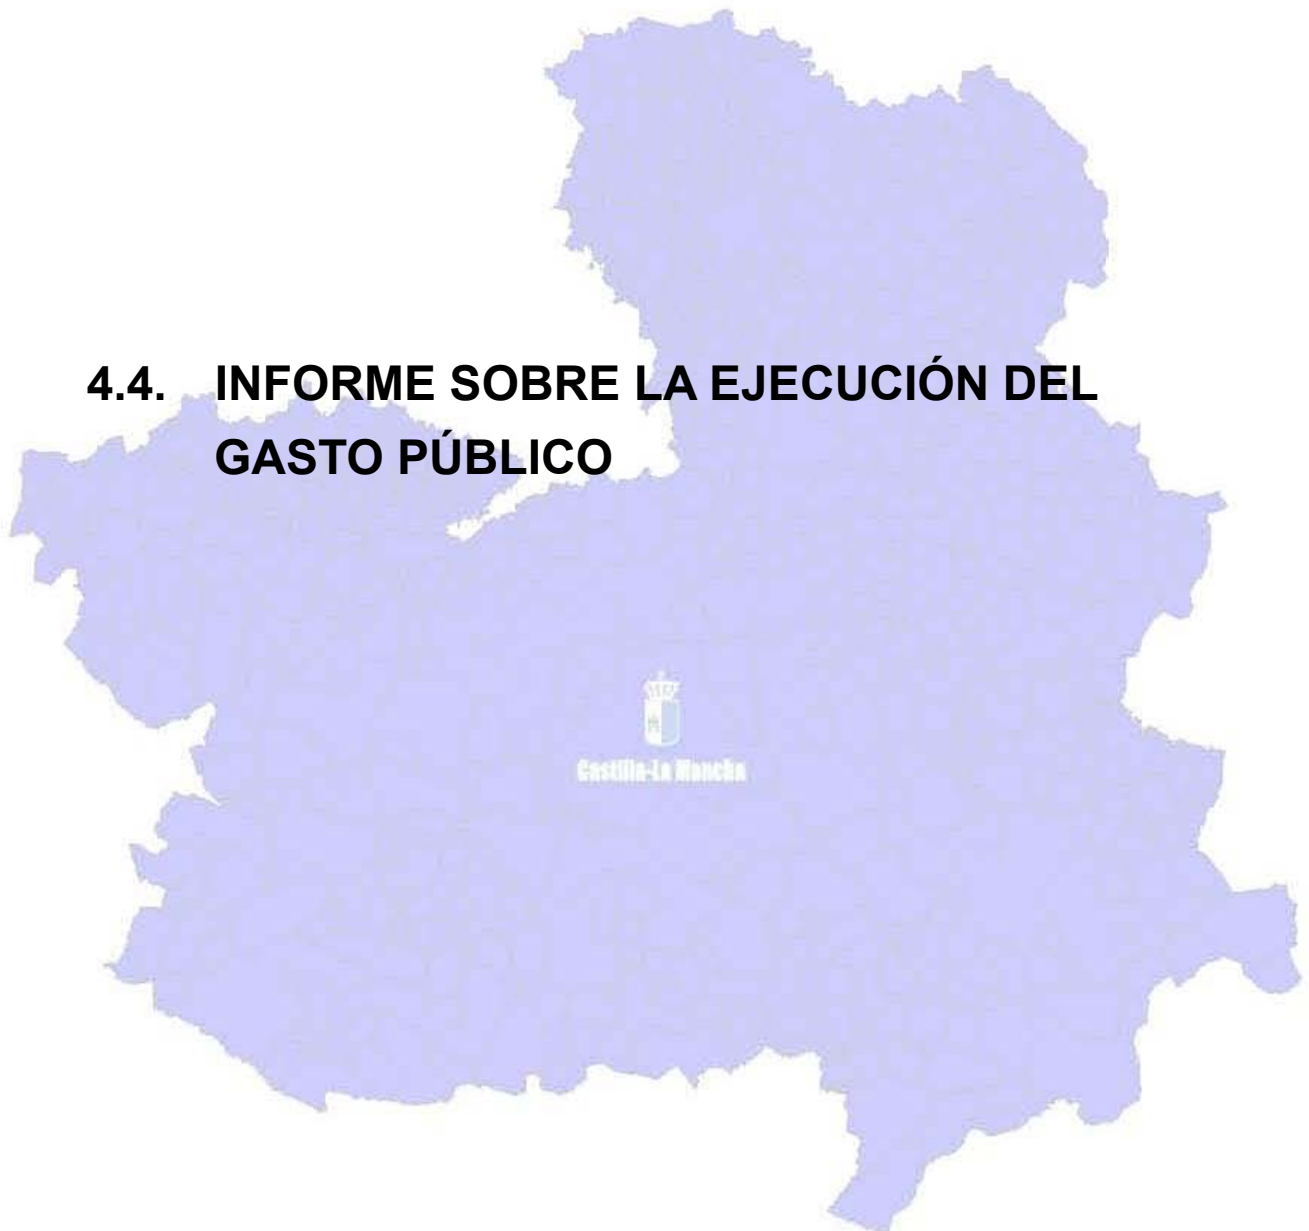 4.4. INFORME SOBRE LA EJECUCIÓN DEL
GASTO PÚBLICO
Castilla-La Mancha